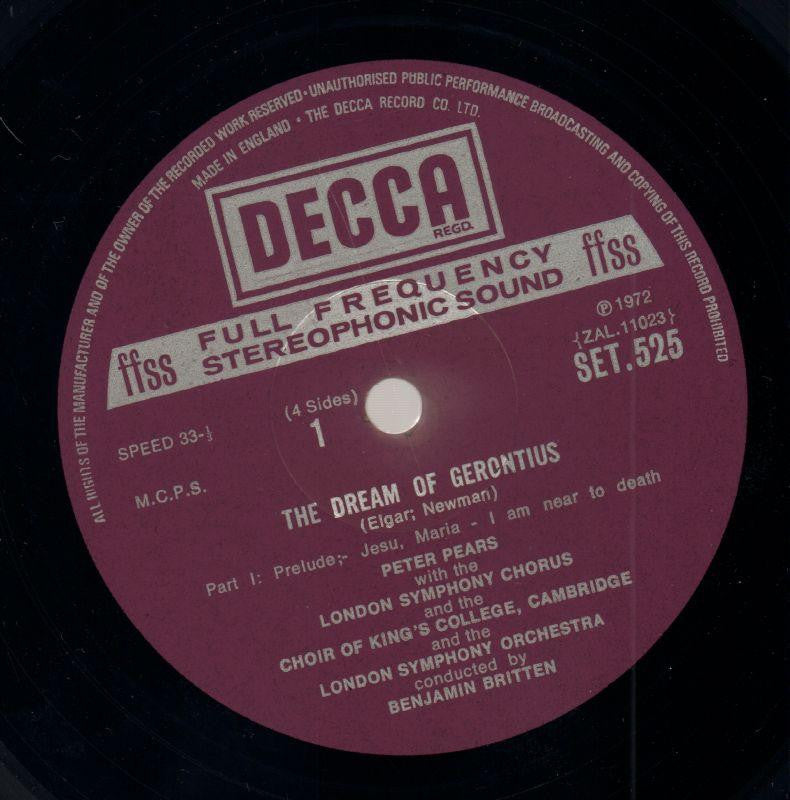 ALL RIGHTS OF THE MANUFACTURER AND OF THE OWNER OF THE RECORDED WORK RESERVED · UNAUTHORISED PUBLIC PERFORMANCE BROADCASTING AND COPYING OF THIS RECORD PROHIBITED
MADE IN ENGLAND · THE DECCA RECORD CO. LTD.
DECCA
REGD.
ffss FULL FREQUENCY ffss
STEREOPHONIC SOUND
℗ 1972
{ZAL.11023}
SET.525
(4 Sides)
1
SPEED 33-⅓
M.C.P.S.
THE DREAM OF GERONTIUS
(Elgar; Newman)
Part I: Prelude;- Jesu, Maria - I am near to death
PETER PEARS
with the
LONDON SYMPHONY CHORUS
and the
CHOIR OF KING'S COLLEGE, CAMBRIDGE
and the
LONDON SYMPHONY ORCHESTRA
conducted by
BENJAMIN BRITTEN